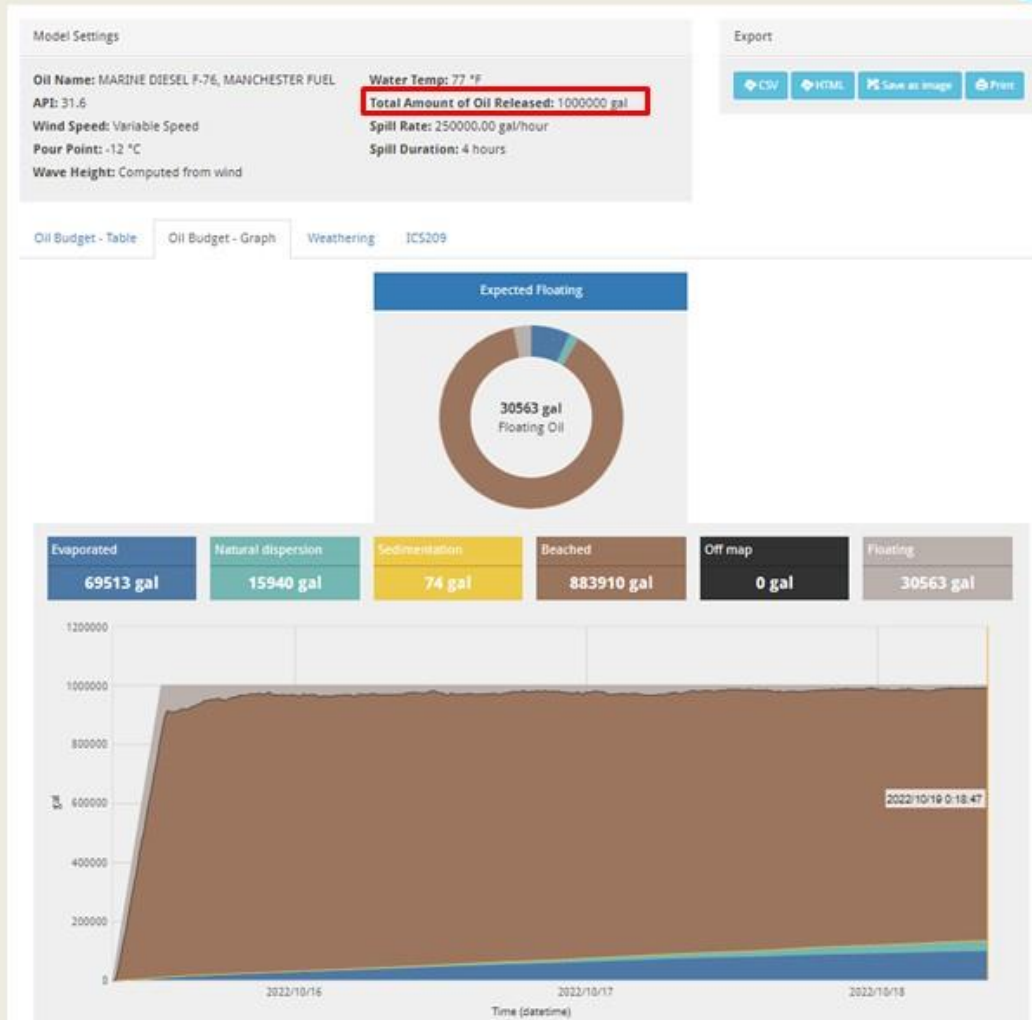 Model Settings
Export
Oil Name: MARINE DIESEL F-76, MANCHESTER FUEL
API: 31.6
Wind Speed: Variable Speed
Pour Point: -12 °C
Wave Height: Computed from wind
Water Temp: 77 °F
Total Amount of Oil Released: 1000000 gal
Spill Rate: 250000.00 gal/hour
Spill Duration: 4 hours
CSV HTML Save as image Print
Oil Budget - Table Oil Budget - Graph Weathering ICS209
Expected Floating
30563 gal
Floating Oil
Evaporated
69513 gal
Natural dispersion
15940 gal
Sedimentation
74 gal
Beached
883910 gal
Off map
0 gal
Floating
30563 gal
1200000
1000000
800000
600000
400000
200000
0
gal
2022/10/19 0:18:47
2022/10/16 2022/10/17 2022/10/18
Time (datetime)